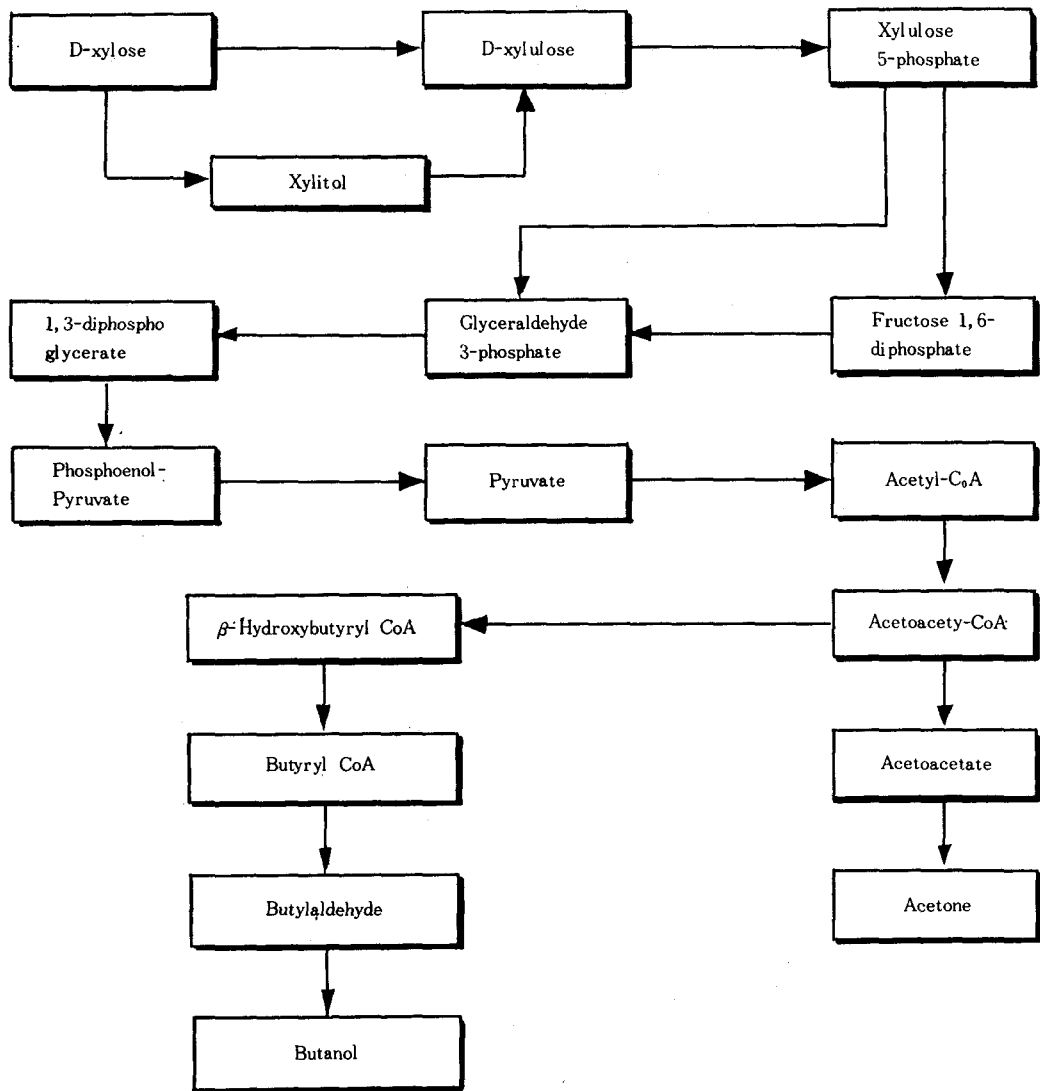 D-xylose
D-xylulose
Xylulose
5-phosphate
Xylitol
1,3-diphospho
glycerate
Glyceraldehyde
3-phosphate
Fructose 1,6-
diphosphate
Phosphoenol-
Pyruvate
Pyruvate
Acetyl-CoA
β-Hydroxybutyryl CoA
Acetoacety-CoA
Butyryl CoA
Acetoacetate
Butylaldehyde
Acetone
Butanol